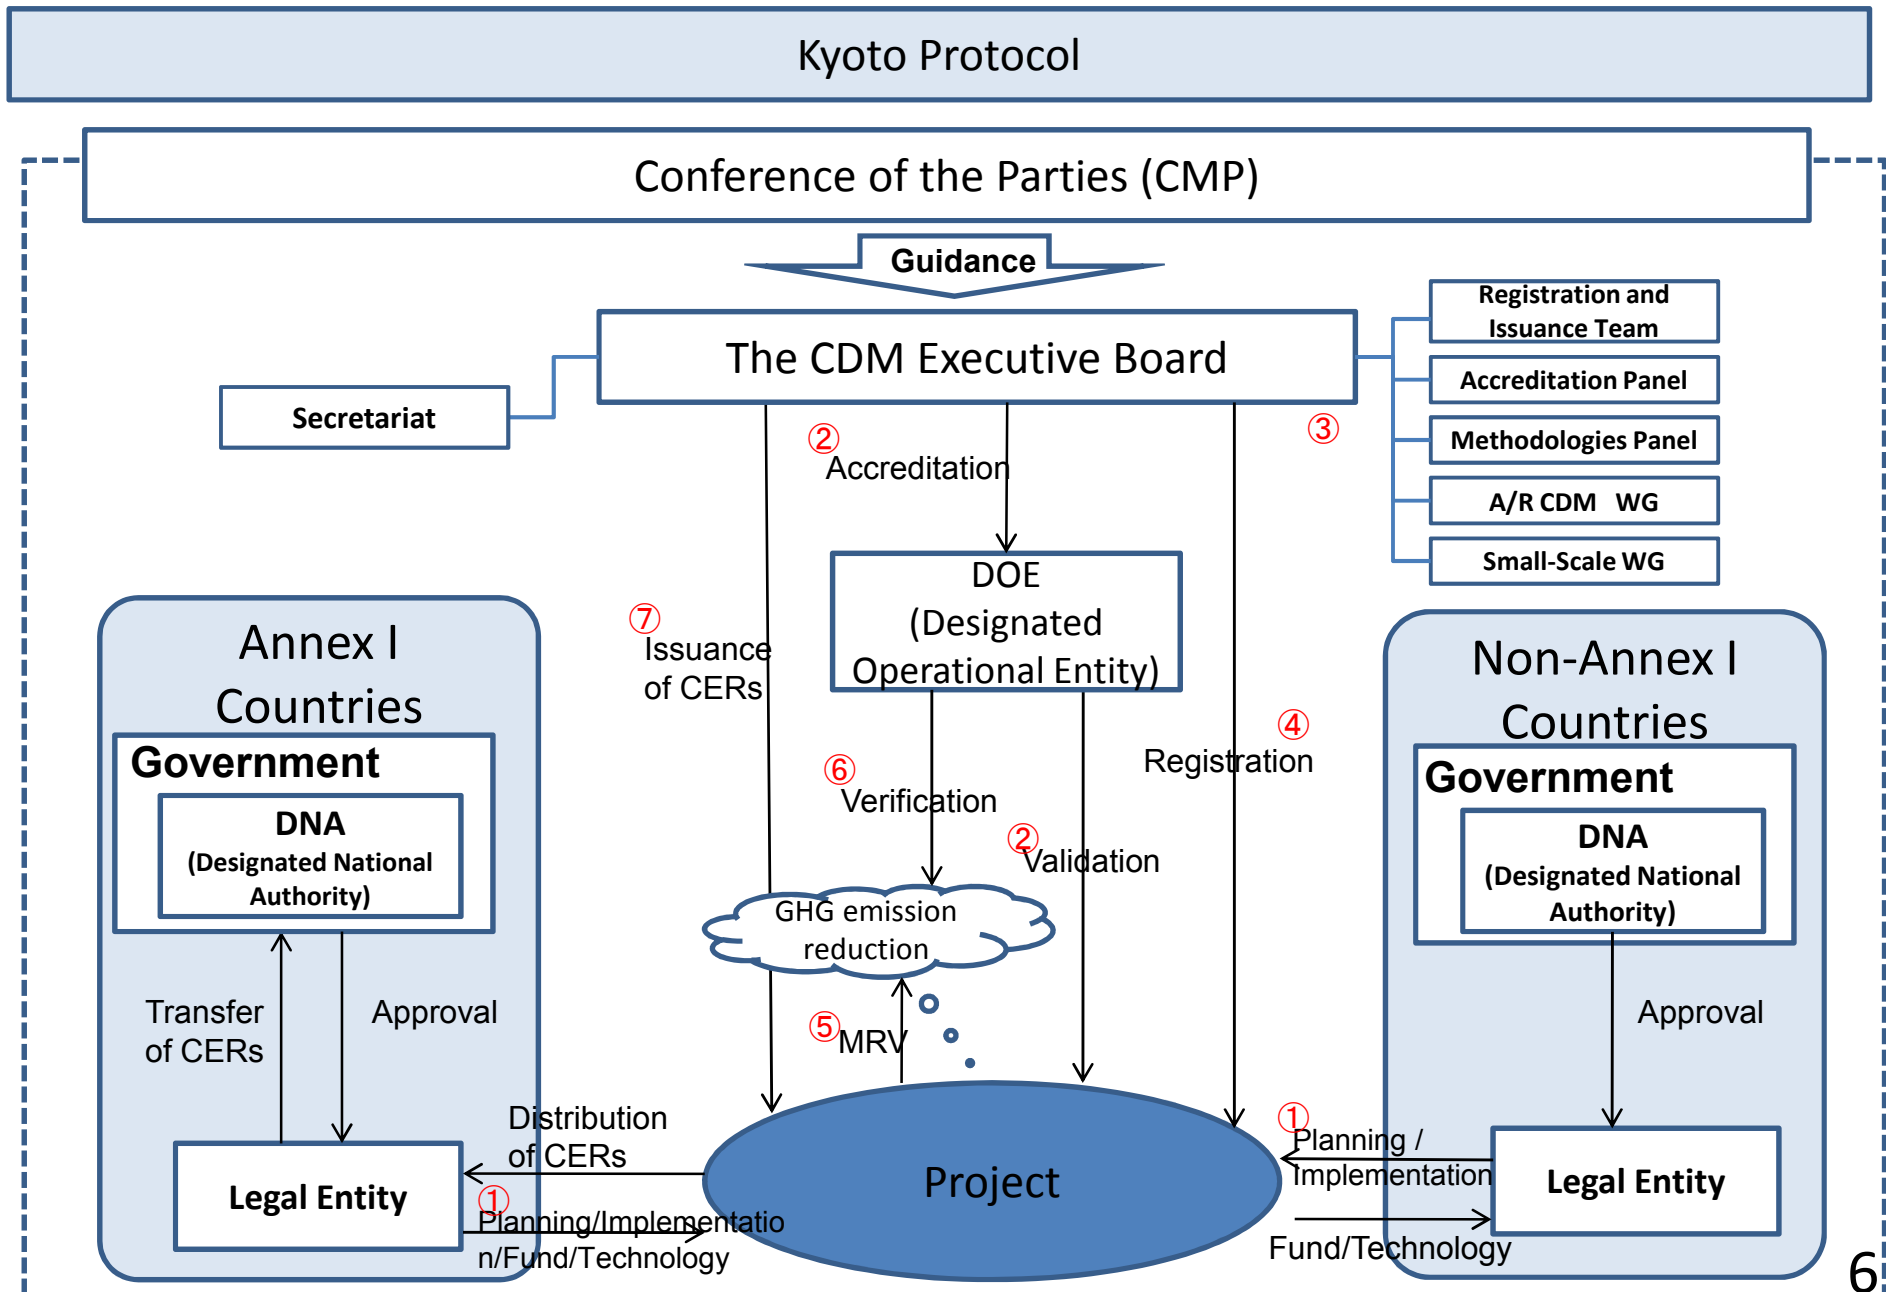 Kyoto Protocol
Conference of the Parties (CMP)
Guidance
The CDM Executive Board
Secretariat
Registration and
Issuance Team
Accreditation Panel
Methodologies Panel
A/R CDM WG
Small-Scale WG
②
Accreditation
③
DOE
(Designated
Operational Entity)
⑦
Issuance
of CERs
④
Registration
⑥
Verification
②
Validation
GHG emission
reduction
⑤
MRV
Annex I
Countries
Government
DNA
(Designated National
Authority)
Transfer
of CERs
Approval
Legal Entity
Distribution
of CERs
①
Planning/Implementatio
n/Fund/Technology
Project
Non-Annex I
Countries
Government
DNA
(Designated National
Authority)
Approval
①
Planning /
Implementation
Legal Entity
Fund/Technology
6